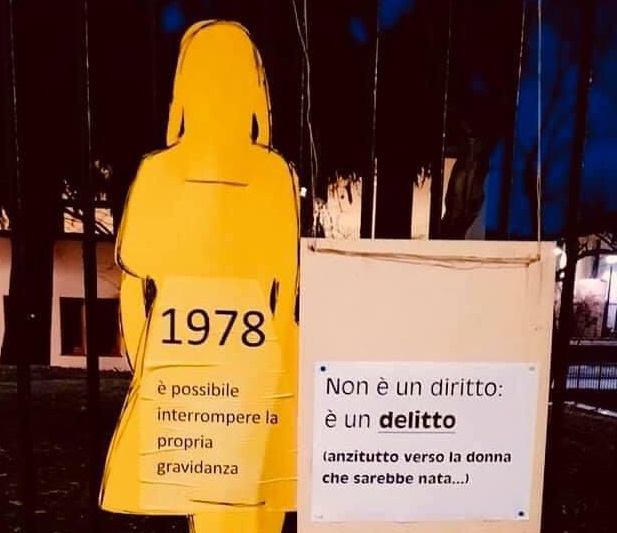 1978
è possibile
interrompere la
propria
gravidanza
Non è un diritto:
è un delitto
(anzitutto verso la donna
che sarebbe nata...)